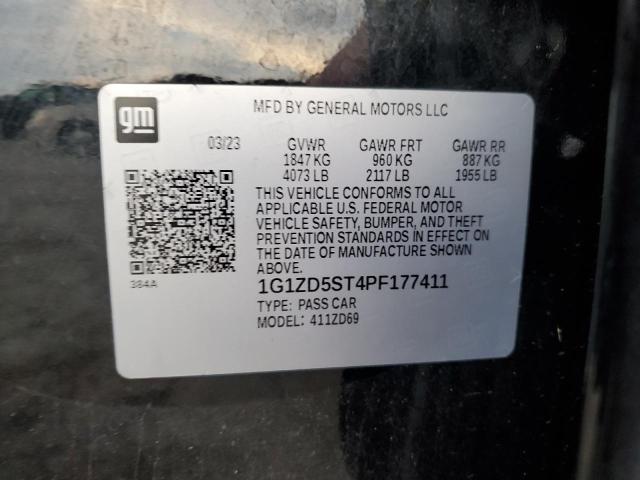 gm
MFD BY GENERAL MOTORS LLC
03/23 GVWR GAWR FRT GAWR RR
1847 KG 960 KG 887 KG
4073 LB 2117 LB 1955 LB
THIS VEHICLE CONFORMS TO ALL
APPLICABLE U.S. FEDERAL MOTOR
VEHICLE SAFETY, BUMPER, AND THEFT
PREVENTION STANDARDS IN EFFECT ON
THE DATE OF MANUFACTURE SHOWN
ABOVE.
384A
1G1ZD5ST4PF177411
TYPE: PASS CAR
MODEL: 411ZD69